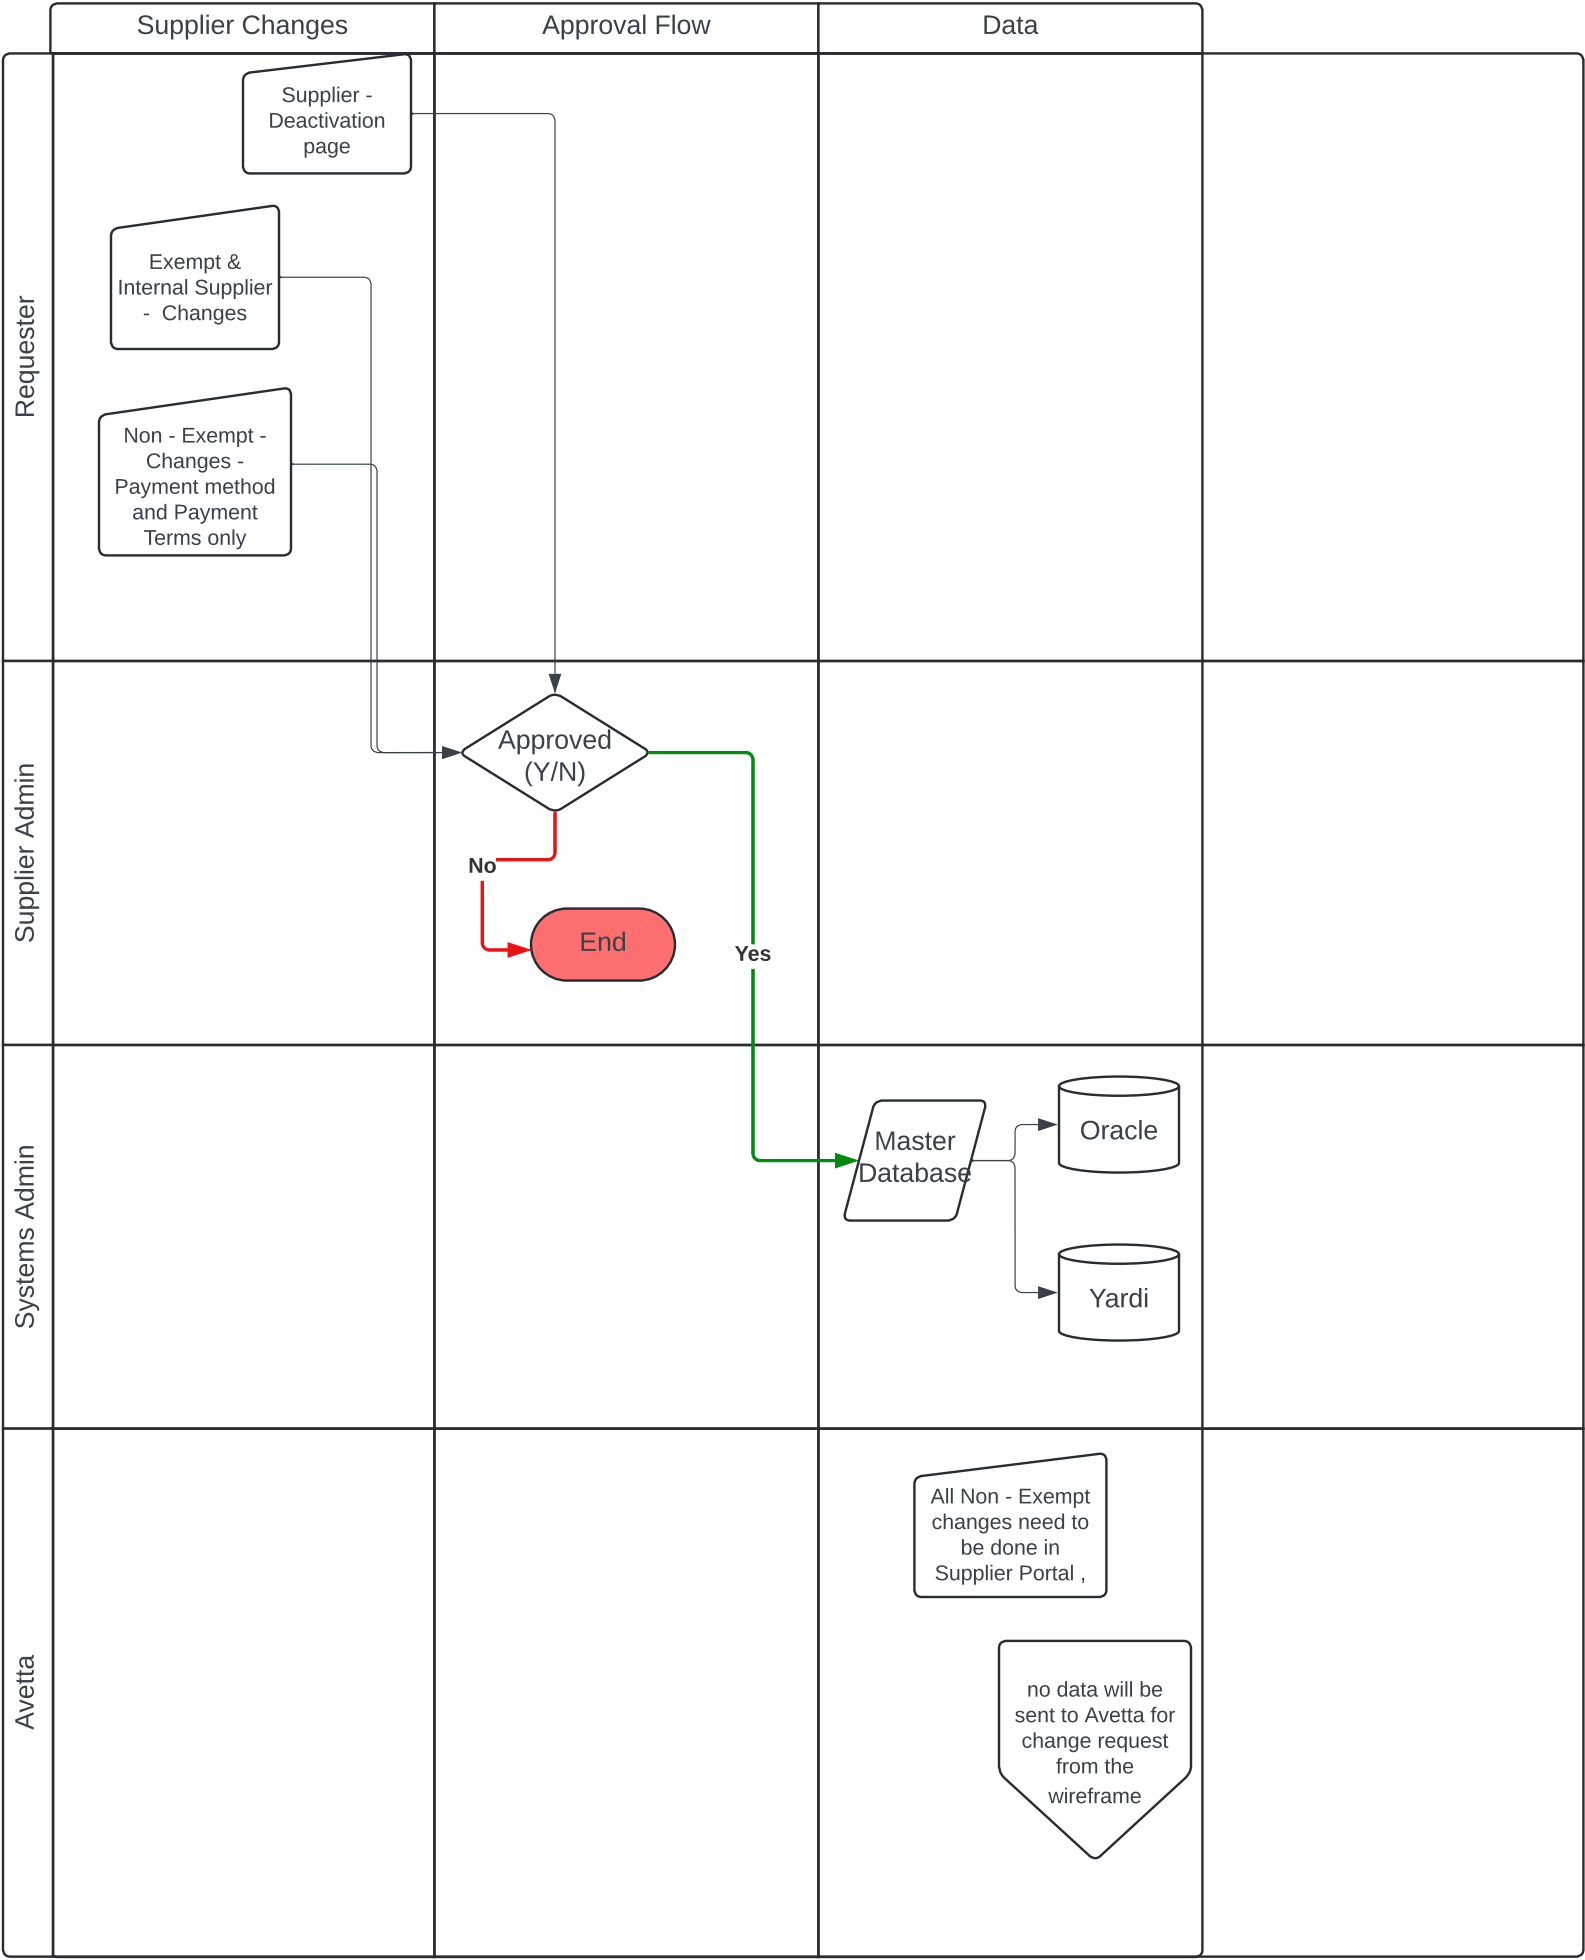 Supplier Changes
Approval Flow
Data
Requester
Supplier -
Deactivation
page
Exempt &
Internal Supplier
-  Changes
Non - Exempt -
Changes -
Payment method
and Payment
Terms only
Supplier Admin
Approved
(Y/N)
No
End
Yes
Systems Admin
Master
Database
Oracle
Yardi
Avetta
All Non - Exempt
changes need to
be done in
Supplier Portal ,
no data will be
sent to Avetta for
change request
from the
wireframe